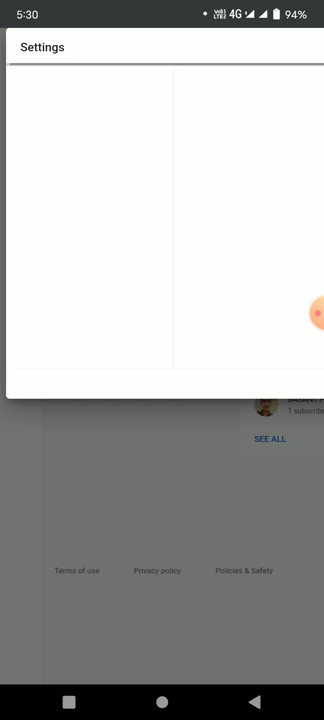 5:30
4G 94%
Settings
1 subscribe
SEE ALL
Terms of use Privacy policy Policies & Safety